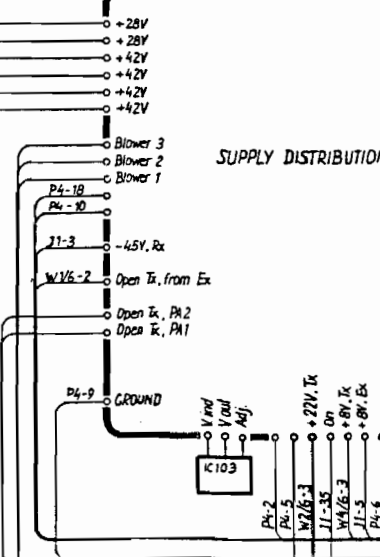 +28V
+28V
+42V
+42V
+42V
+42V
Blower 3
Blower 2
SUPPLY DISTRIBUTION
Blower 1
P4-18
P4-10
J1-3
-45V, Rx
W1/6-2
Open Tx, from Ex
Open Tx, PA2
Open Tx, PA1
P4-9
GROUND
V ind
V out
Adj.
+22V, Tx
On
+8V, Tx
+8V, Ex
IC103
P4-2
P4-5
W2/6-3
J1-35
W4/6-3
J1-5
P4-6